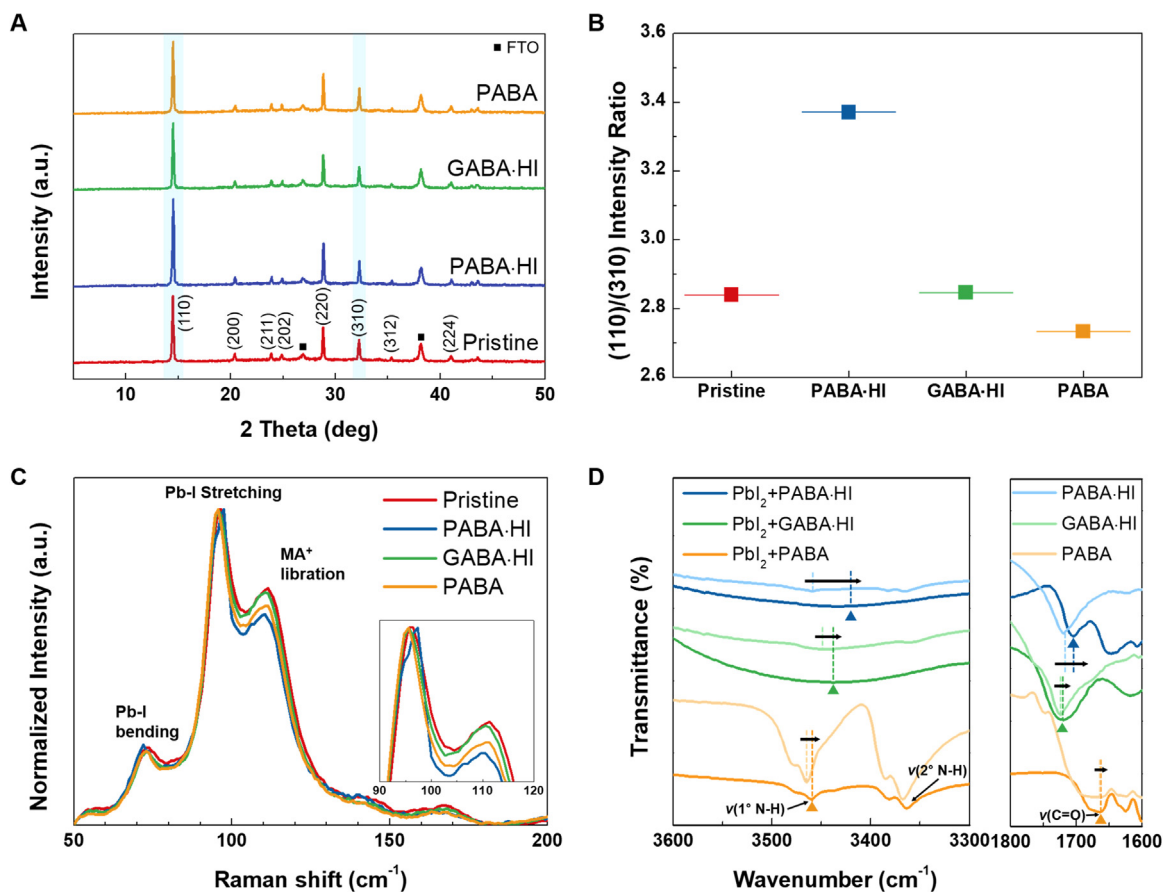 A
Intensity (a.u.)
■ FTO
PABA
GABA·HI
PABA·HI
Pristine
(110)
(200)
(211)
(202)
(220)
(310)
(312)
(224)
10
20
30
40
50
2 Theta (deg)
B
(110)/(310) Intensity Ratio
3.6
3.4
3.2
3.0
2.8
2.6
Pristine
PABA·HI
GABA·HI
PABA
C
Normalized Intensity (a.u.)
Pb-I Stretching
Pb-I
bending
MA⁺
libration
Pristine
PABA·HI
GABA·HI
PABA
90
100
110
120
50
100
150
200
Raman shift (cm⁻¹)
D
Transmittance (%)
PbI₂+PABA·HI
PbI₂+GABA·HI
PbI₂+PABA
ν(1° N-H)
ν(2° N-H)
3600
3500
3400
3300
PABA·HI
GABA·HI
PABA
ν(C=O)
1800
1700
1600
Wavenumber (cm⁻¹)